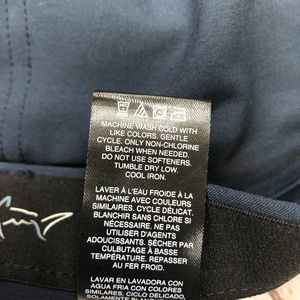 MACHINE WASH COLD WITH
LIKE COLORS. GENTLE
CYCLE. ONLY NON-CHLORINE
BLEACH WHEN NEEDED.
DO NOT USE SOFTENERS.
TUMBLE DRY LOW.
COOL IRON.
LAVER À L'EAU FROIDE À LA
MACHINE AVEC COULEURS
SIMILAIRES. CYCLE DÉLICAT.
BLANCHIR SANS CHLORE SI
NÉCESSAIRE. NE PAS
UTILISER D'AGENTS
ADOUCISSANTS. SÉCHER PAR
CULBUTAGE À BASSE
TEMPÉRATURE. REPASSER
AU FER FROID.
LAVAR EN LAVADORA CON
AGUA FRIA CON COLORES
SIMILARES. CICLO DELICADO,
SOLAMENTE BLAN